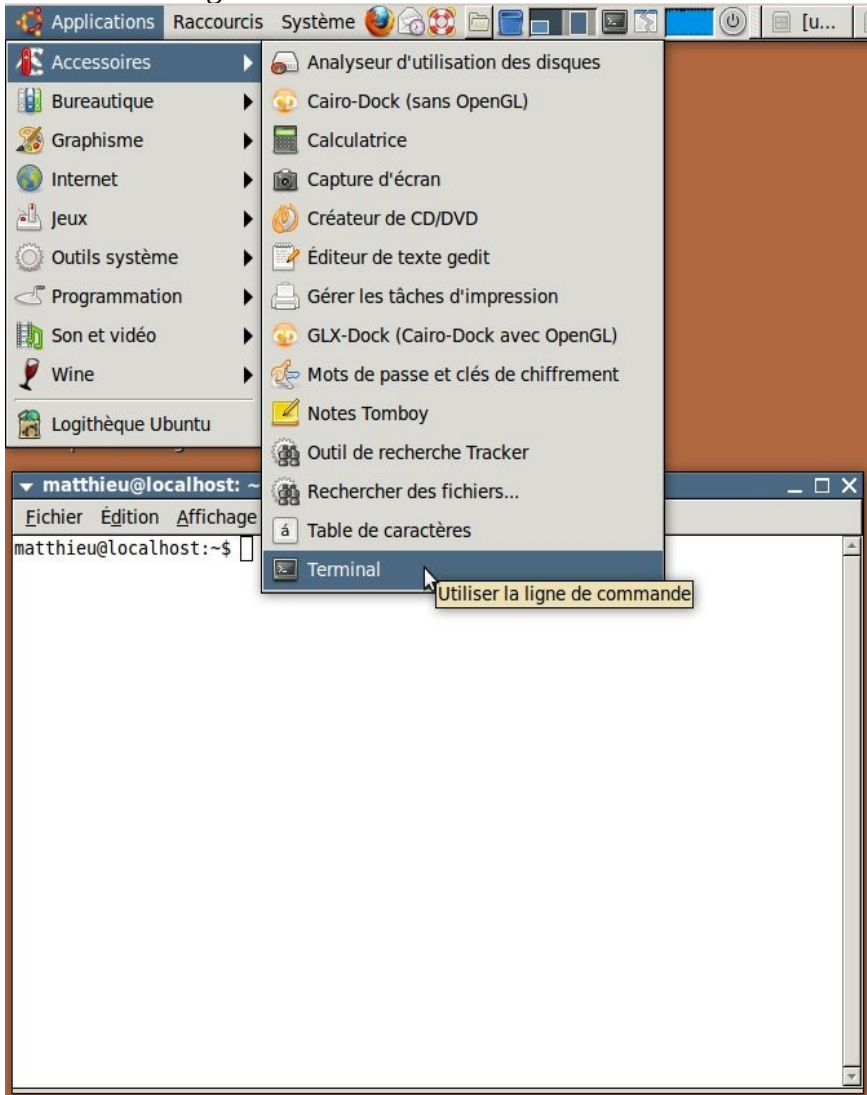 Applications Raccourcis Système [u...
Accessoires
Bureautique
Graphisme
Internet
Jeux
Outils système
Programmation
Son et vidéo
Wine
Logithèque Ubuntu
Analyseur d'utilisation des disques
Cairo-Dock (sans OpenGL)
Calculatrice
Capture d'écran
Créateur de CD/DVD
Éditeur de texte gedit
Gérer les tâches d'impression
GLX-Dock (Cairo-Dock avec OpenGL)
Mots de passe et clés de chiffrement
Notes Tomboy
Outil de recherche Tracker
Rechercher des fichiers...
Table de caractères
Terminal
Utiliser la ligne de commande
matthieu@localhost: ~
Fichier Édition Affichage
matthieu@localhost:~$